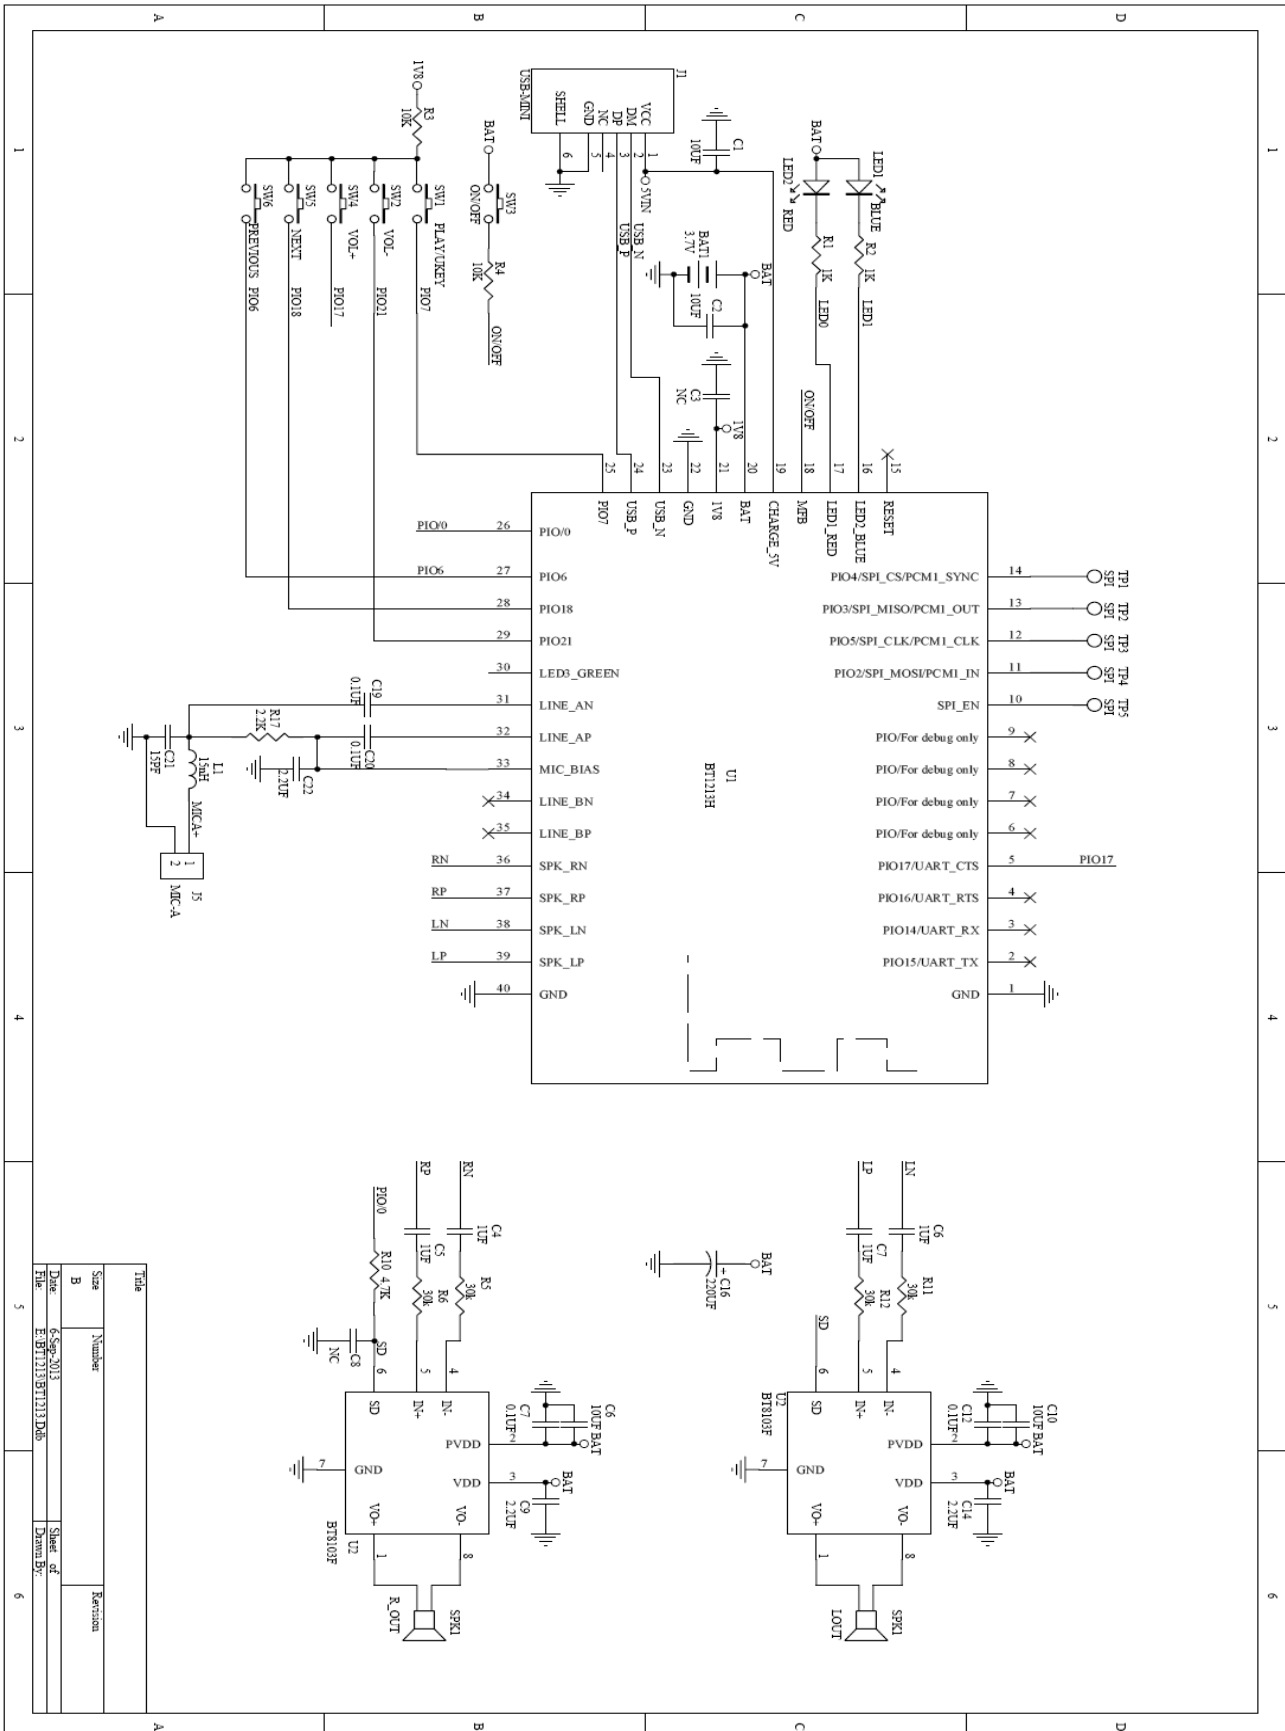 A
B
C
D
1
2
3
4
5
6
J1
USB-MINI
SHELL
GND
NC
DP
DM
VCC
6
5
4
3
2
1
5VIN
USB_N
USB_P
C1
10UF
BAT
LED1
BLUE
LED2
RED
R1
1K
R2
1K
LED0
LED1
1V8
R3
10K
BAT
SW3
ON/OFF
R4
10K
ON/OFF
SW1
PLAY/UKEY
PIO7
SW2
VOL-
PIO21
SW4
VOL+
PIO17
SW5
NEXT
PIO18
SW6
PREVIOUS
PIO6
BAT1
3.7V
BAT
C2
10UF
C3
NC
1V8
ON/OFF
25
24
23
22
21
20
19
18
17
16
15
PIO7
USB_P
USB_N
GND
1V8
BAT
CHARGE_5V
MFB
LED1_RED
LED2_BLUE
RESET
PIO/0
26
PIO/0
PIO6
27
PIO6
28
PIO18
29
PIO21
30
LED3_GREEN
31
LINE_AN
32
LINE_AP
33
MIC_BIAS
34
LINE_BN
35
LINE_BP
RN
36
SPK_RN
RP
37
SPK_RP
LN
38
SPK_LN
LP
39
SPK_LP
40
GND
U1
BT1213H
PIO4/SPI_CS/PCM1_SYNC
14
TP1
SPI
PIO3/SPI_MISO/PCM1_OUT
13
TP2
SPI
PIO5/SPI_CLK/PCM1_CLK
12
TP3
SPI
PIO2/SPI_MOSI/PCM1_IN
11
TP4
SPI
SPI_EN
10
TP5
SPI
PIO/For debug only
9
PIO/For debug only
8
PIO/For debug only
7
PIO/For debug only
6
PIO17/UART_CTS
5
PIO17
PIO16/UART_RTS
4
PIO14/UART_RX
3
PIO15/UART_TX
2
GND
1
C19
0.1UF
R17
2.2K
C20
0.1UF
C21
15PF
L1
15nH
C22
2.2UF
MICA+
1
2
J5
MIC-A
RP
RN
C4
1UF
C5
1UF
R5
30k
R6
30k
PIO/0
R10
4.7K
SD
C8
NC
6
5
4
SD
IN+
IN-
PVDD
2
VDD
3
GND
7
VO+
VO-
1
8
U2
BT8103F
C6
10UF
BAT
C7
0.1UF
BAT
C9
2.2UF
SPK1
R_OUT
BAT
C16
220UF
+
LP
LN
C6
1UF
C7
1UF
R11
30k
R12
30k
SD
6
5
4
U2
BT8103F
SD
IN+
IN-
PVDD
2
VDD
3
GND
7
VO+
VO-
1
8
C10
10UF
BAT
C12
0.1UF
BAT
C14
2.2UF
SPK1
LOUT
Title
Size
B
Number
Revision
Date:
6-Sep-2013
Sheet of
File:
E:\BT1213\BT1213.Ddb
Drawn By:
1
2
3
4
5
6
A
B
C
D